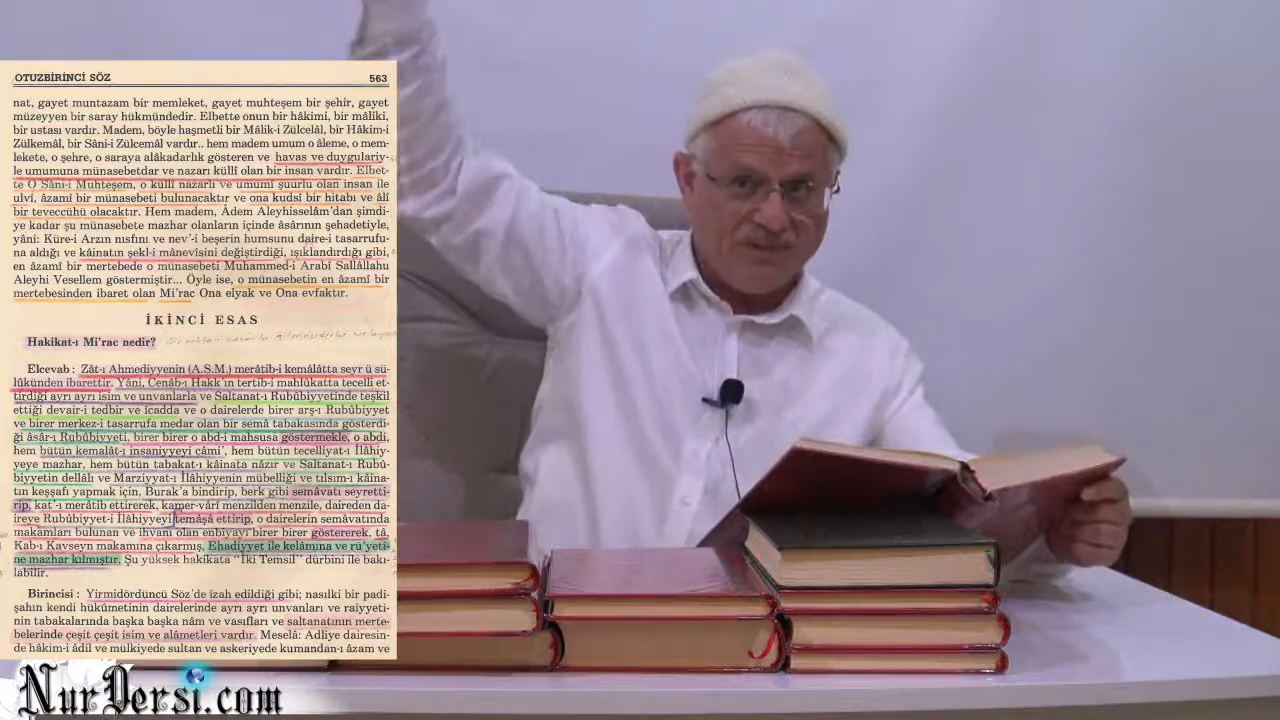 OTUZBİRİNCİ SÖZ 563
nat, gayet muntazam bir memleket, gayet muhteşem bir şehir, gayet
müzeyyen bir saray hükmündedir. Elbette onun bir hâkimi, bir mâliki,
bir ustası vardır. Madem, böyle haşmetli bir Mâlik-i Zülcelâl, bir Hâkim-i
Zülkemâl, bir Sâni-i Zülcemâl vardır.. hem madem umum o âleme, o mem-
lekete, o şehre, o saraya alâkadarlık gösteren ve havas ve duygulariy-
le umumuna münasebetdar ve nazarı küllî olan bir insan vardır. Elbet-
te O Sâni-i Muhteşem, o küllî nazarlı ve umumî şuurlu olan insan ile
ulvî, âzamî bir münasebeti bulunacaktır ve ona kudsî bir hitabı ve âlî
bir teveccühü olacaktır. Hem madem, Âdem Aleyhisselâm'dan şimdi-
ye kadar şu münasebete mazhar olanların içinde âsârının şehadetiyle,
yâni: Küre-i Arzın nısfını ve nev'-i beşerin humsunu daire-i tasarrufu-
na aldığı ve kâinatın şekl-i mânevîsini değiştirdiği, ışıklandırdığı gibi,
en âzamî bir mertebede o münasebeti Muhammed-i Arabî Sallâllahu
Aleyhi Vesellem göstermiştir... Öyle ise, o münasebetin en âzamî bir
mertebesinden ibaret olan Mi'rac Ona elyak ve Ona evfaktır.
İKİNCİ ESAS
Hakikat-ı Mi'rac nedir?
Elcevab: Zât-ı Ahmediyyenin (A.S.M.) merâtib-i kemâlâtta seyr ü sü-
lûkünden ibarettir. Yâni, Cenâb-ı Hakk'ın tertib-i mahlûkatta tecelli et-
tirdiği ayrı ayrı isim ve unvanlarla ve Saltanat-ı Rubûbiyyetinde teşkil
ettiği devair-i tedbir ve îcadda ve o dairelerde birer arş-ı Rubûbiyyet
ve birer merkez-i tasarrufa medar olan bir semâ tabakasında gösterdi-
ği âsâr-ı Rubûbiyyeti, birer birer o abd-i mahsusa göstermekle, o abdi,
hem bütün kemalât-ı insaniyyeyi câmi', hem bütün tecelliyat-ı İlâhiy-
yeye mazhar, hem bütün tabakat-ı kâinata nâzır ve Saltanat-ı Rubû-
biyyetin dellâlı ve Marziyyat-ı İlâhiyyenin mübelliği ve tılsım-ı kâina-
tın keşşafı yapmak için, Burak'a bindirip, berk gibi semâvatı seyretti-
rip, kat'-ı merâtib ettirerek, kamer-vâri menzilden menzile, daireden da-
ireye Rubûbiyyet-i İlâhiyyeyi temâşâ ettirip, o dairelerin semâvatında
makamları bulunan ve ihvanı olan enbiyayı birer birer göstererek, tâ,
Kab-ı Kavseyn makamına çıkarmış, Ehadiyyet ile kelâmına ve rü'yeti-
ne mazhar kılmıştır. Şu yüksek hakikata "İki Temsil" dürbîni ile bakı-
labilir.
Birincisi: Yirmidördüncü Söz'de izah edildiği gibi; nasılki bir padi-
şahın kendi hükûmetinin dairelerinde ayrı ayrı unvanları ve raiyyeti-
nin tabakalarında başka başka nâm ve vasıfları ve saltanatının merte-
belerinde çeşit çeşit isim ve alâmetleri vardır. Meselâ: Adliye dairesin-
de hâkim-i âdil ve mülkiyede sultan ve askeriyede kumandan-ı âzam ve
NurDersi.com